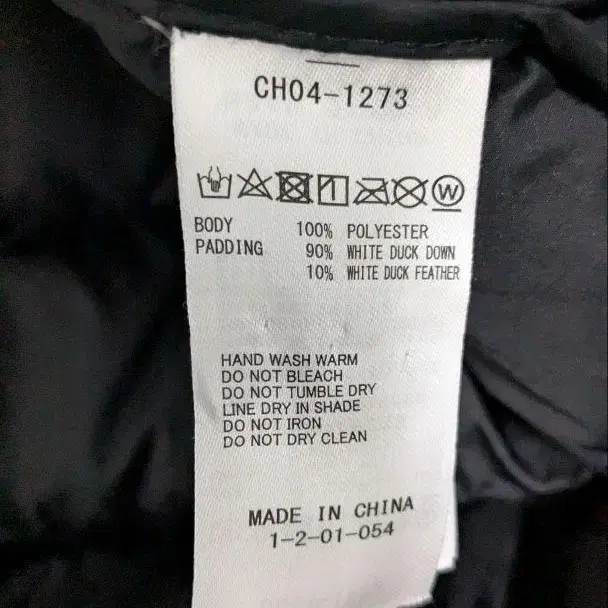 CH04-1273
W
BODY 100% POLYESTER
PADDING 90% WHITE DUCK DOWN
10% WHITE DUCK FEATHER
HAND WASH WARM
DO NOT BLEACH
DO NOT TUMBLE DRY
LINE DRY IN SHADE
DO NOT IRON
DO NOT DRY CLEAN
MADE IN CHINA
1-2-01-054